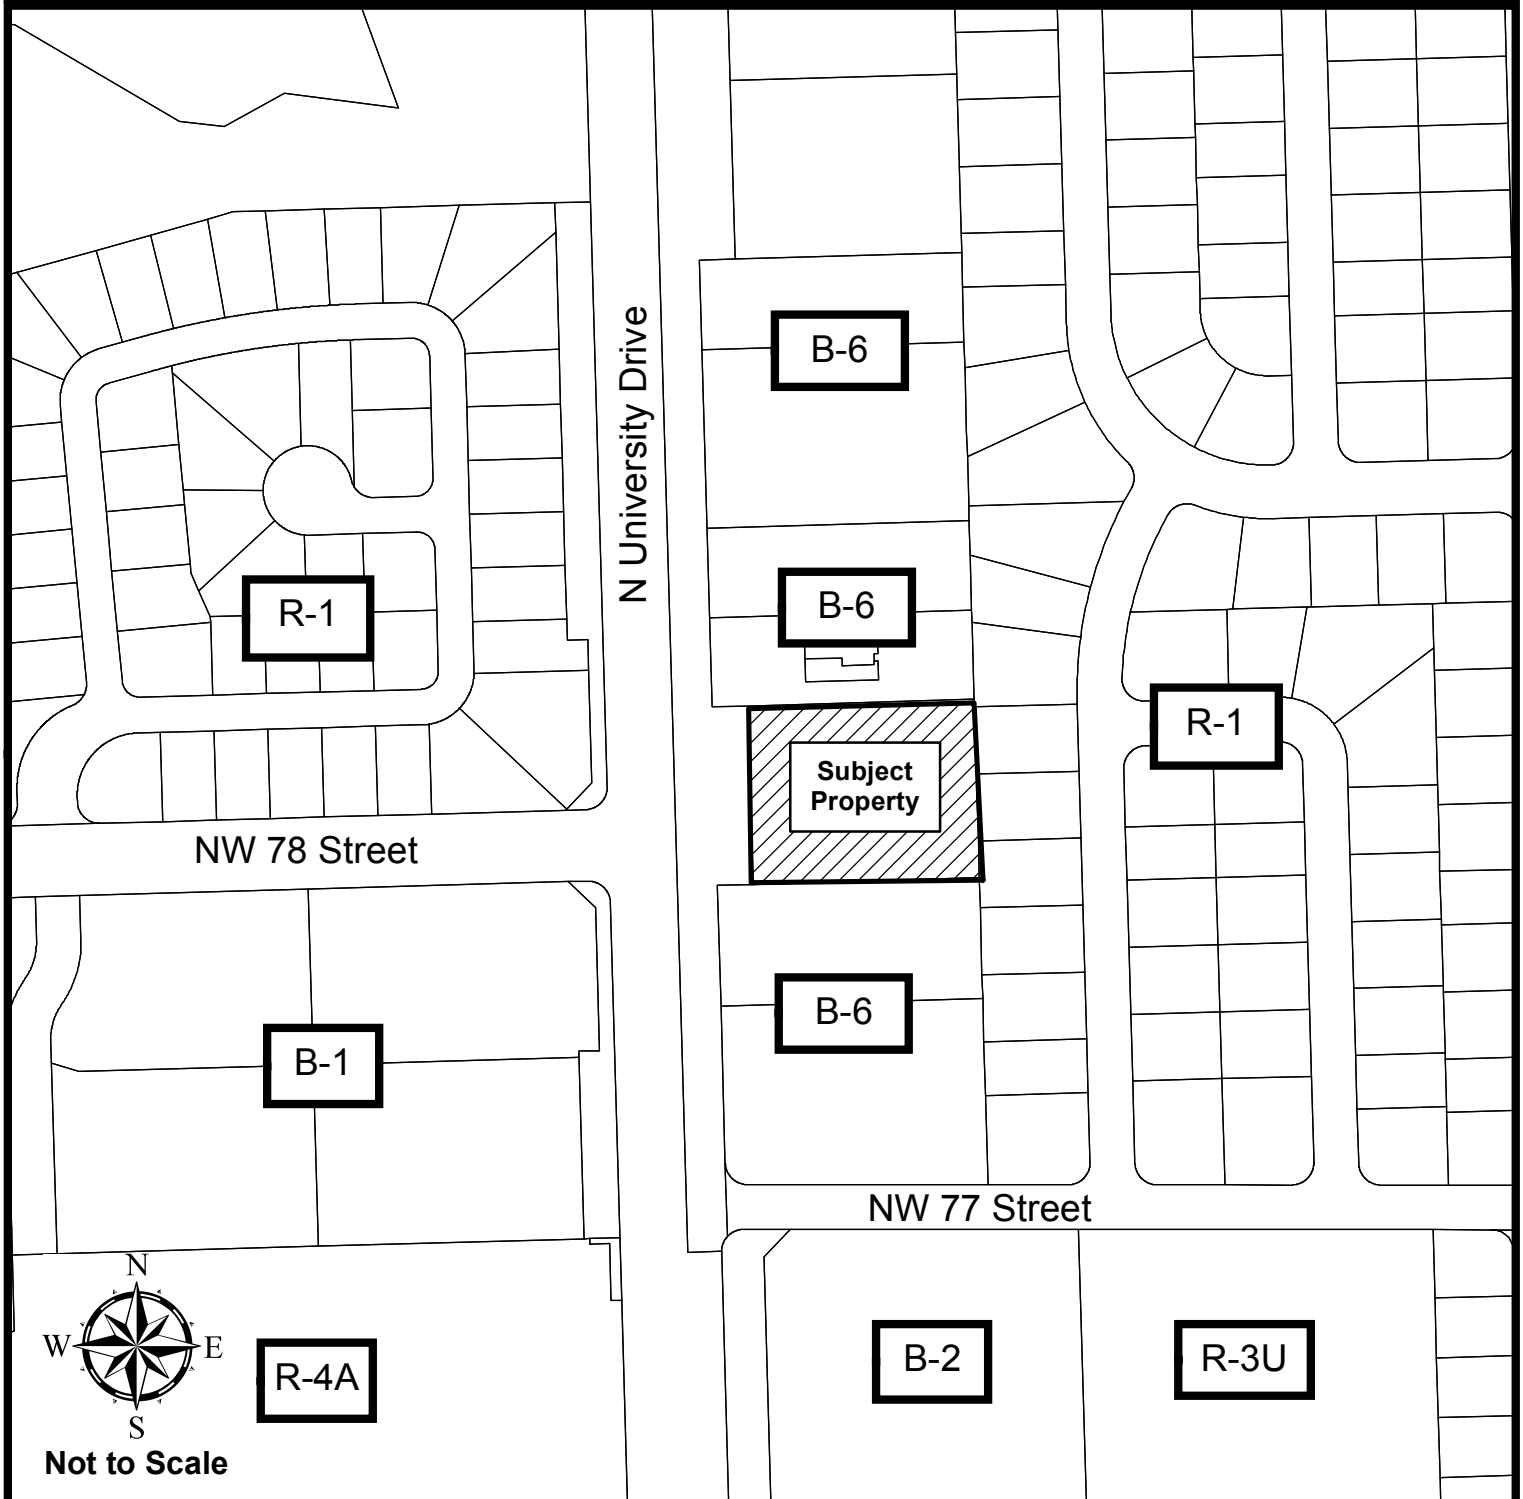 B-6
N University Drive
B-6
R-1
R-1
Subject
Property
NW 78 Street
B-6
B-1
NW 77 Street
N
W
E
S
R-4A
B-2
R-3U
Not to Scale